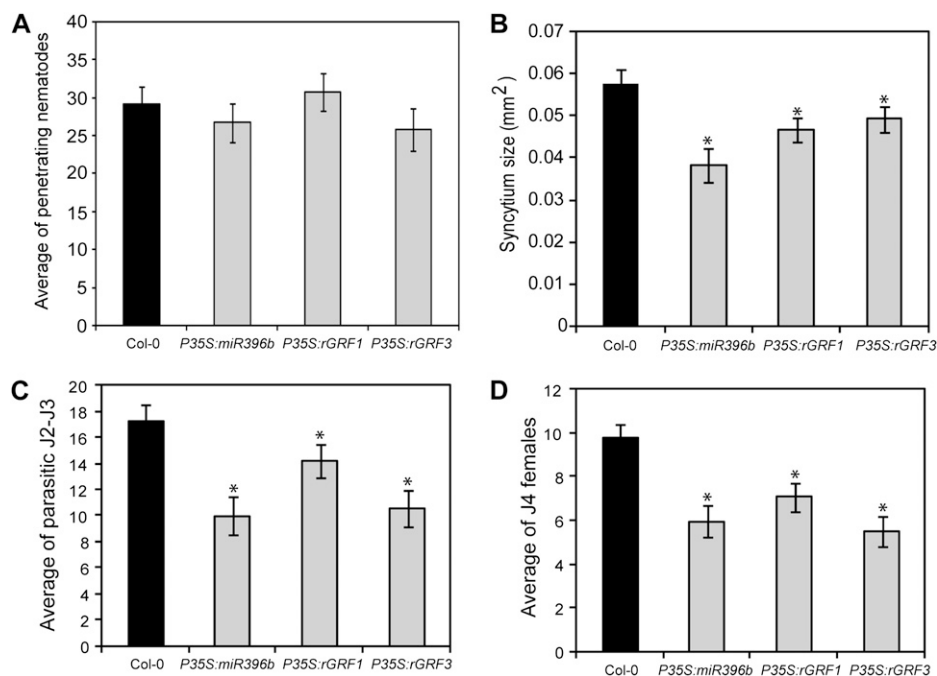 A
Average of penetrating nematodes
40
35
30
25
20
15
10
5
0
Col-0 P35S:miR396b P35S:rGRF1 P35S:rGRF3
B
Syncytium size (mm²)
0.07
0.06
0.05
0.04
0.03
0.02
0.01
0
* * *
Col-0 P35S:miR396b P35S:rGRF1 P35S:rGRF3
C
Average of parasitic J2-J3
20
18
16
14
12
10
8
6
4
2
0
* * *
Col-0 P35S:miR396b P35S:rGRF1 P35S:rGRF3
D
Average of J4 females
12
10
8
6
4
2
0
* * *
Col-0 P35S:miR396b P35S:rGRF1 P35S:rGRF3